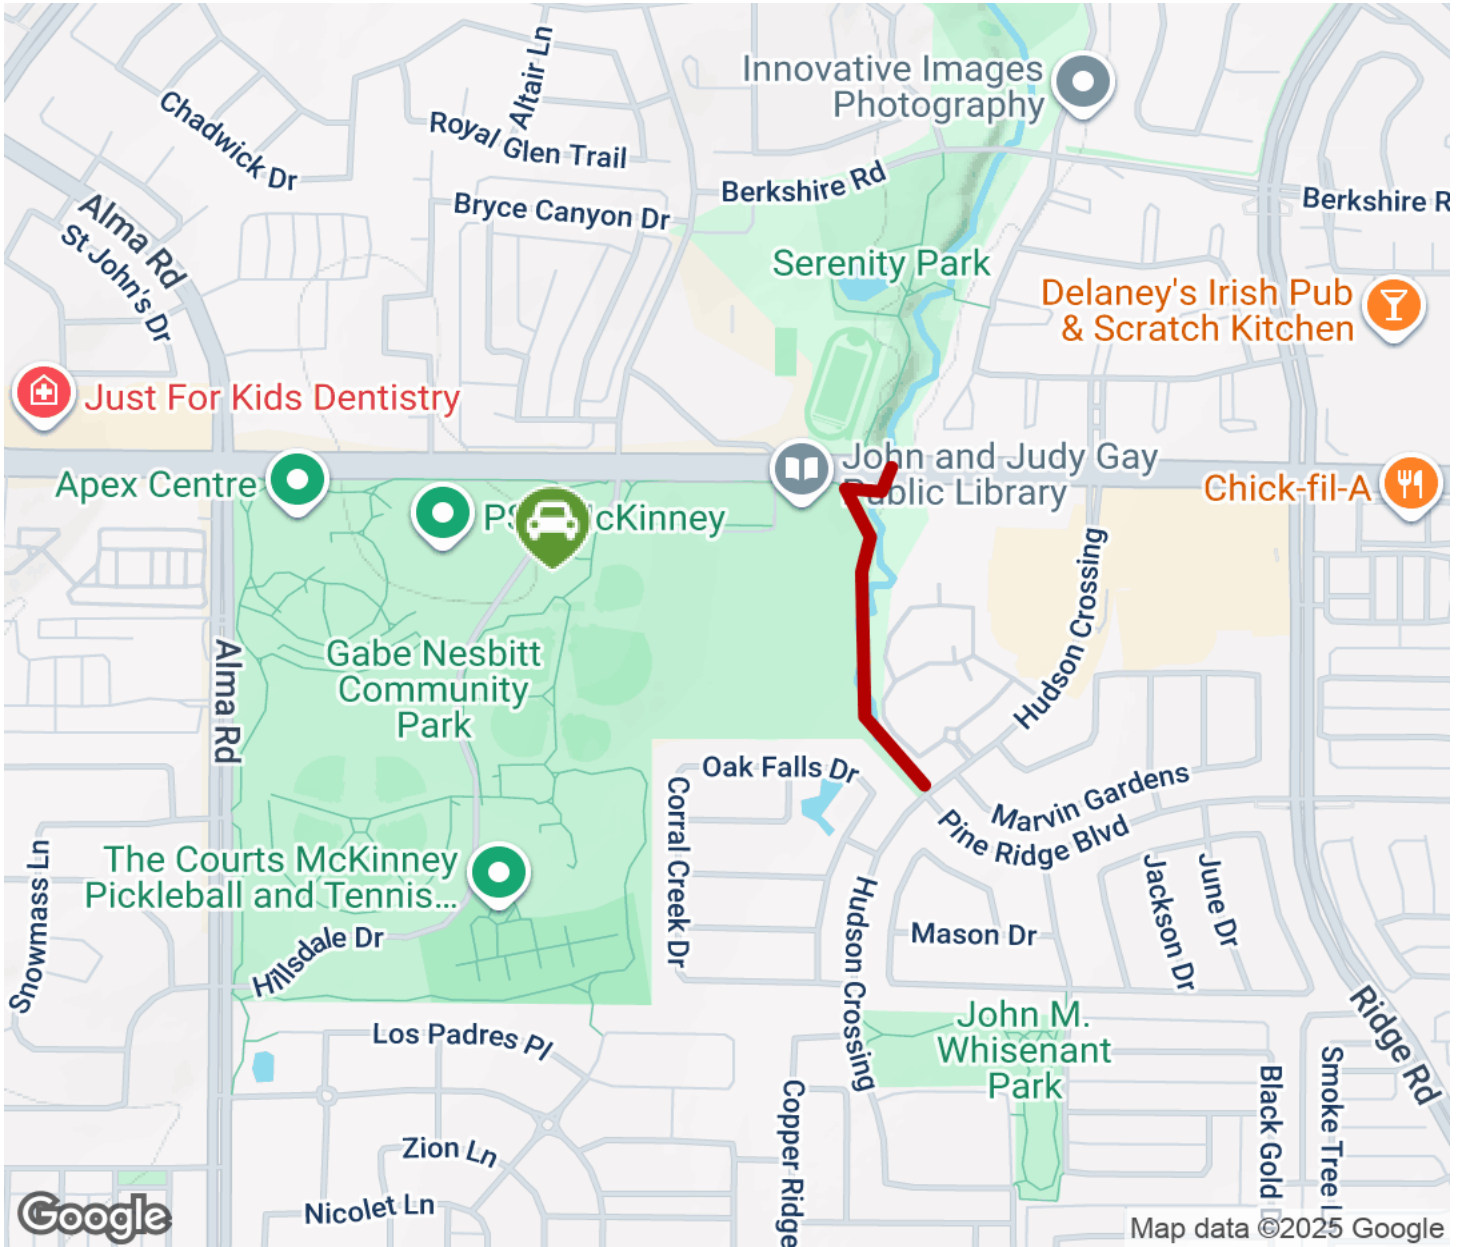 Altair Ln
Innovative Images
Photography
Chadwick Dr
Royal Glen Trail
Berkshire Rd
Berkshire R
Bryce Canyon Dr
Alma Rd
St John's Dr
Serenity Park
Delaney's Irish Pub
& Scratch Kitchen
Just For Kids Dentistry
John and Judy Gay
Public Library
Apex Centre
Chick-fil-A
McKinney
Hudson Crossing
Gabe Nesbitt
Community
Park
Alma Rd
Oak Falls Dr
Marvin Gardens
Pine Ridge Blvd
Corral Creek Dr
The Courts McKinney
Pickleball and Tennis...
Snowmass Ln
Hudson Crossing
Jackson Dr
June Dr
Mason Dr
Hillsdale Dr
Los Padres Pl
John M.
Whisenant
Park
Ridge Rd
Copper Ridge
Black Gold D
Smoke Tree L
Zion Ln
Nicolet Ln
Google
Map data ©2025 Google